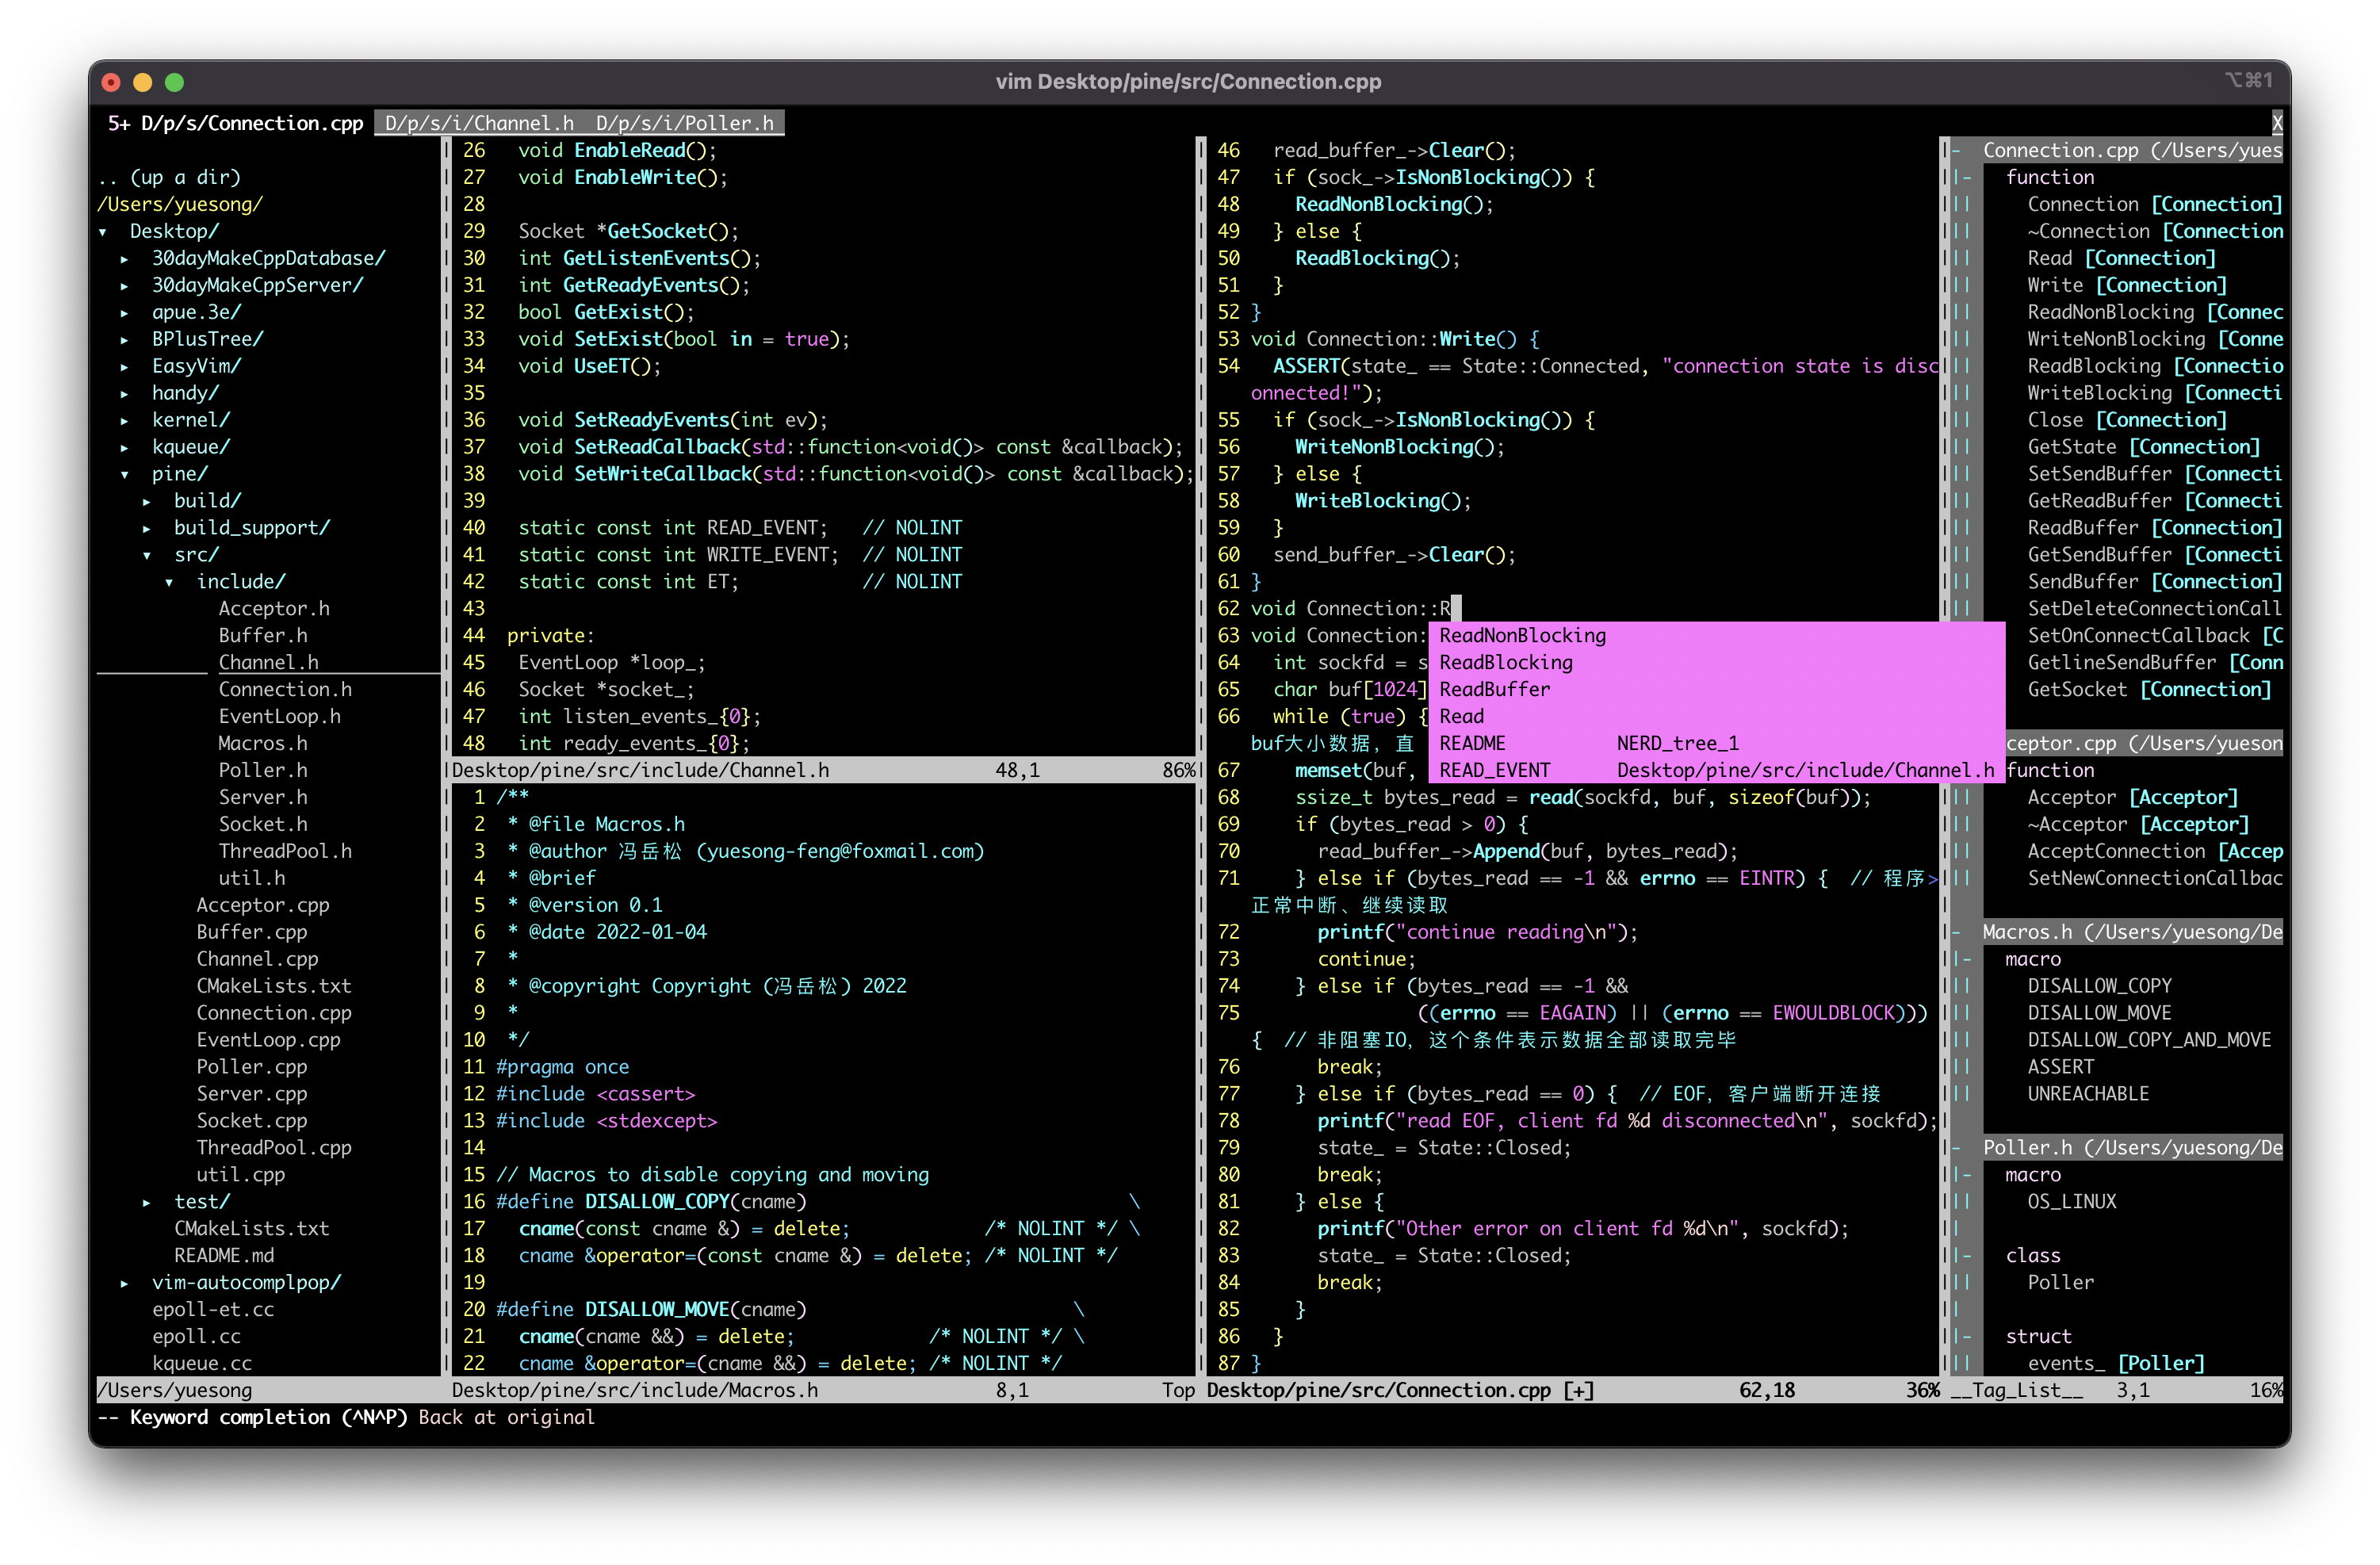 vim Desktop/pine/src/Connection.cpp
⌥⌘1
5+ D/p/s/Connection.cpp D/p/s/i/Channel.h D/p/s/i/Poller.h X
.. (up a dir)
/Users/yuesong/
▾ Desktop/
▸ 30dayMakeCppDatabase/
▸ 30dayMakeCppServer/
▸ apue.3e/
▸ BPlusTree/
▸ EasyVim/
▸ handy/
▸ kernel/
▸ kqueue/
▾ pine/
▸ build/
▸ build_support/
▾ src/
▾ include/
Acceptor.h
Buffer.h
Channel.h
Connection.h
EventLoop.h
Macros.h
Poller.h
Server.h
Socket.h
ThreadPool.h
util.h
Acceptor.cpp
Buffer.cpp
Channel.cpp
CMakeLists.txt
Connection.cpp
EventLoop.cpp
Poller.cpp
Server.cpp
Socket.cpp
ThreadPool.cpp
util.cpp
▸ test/
CMakeLists.txt
README.md
▸ vim-autocomplpop/
epoll-et.cc
epoll.cc
kqueue.cc
/Users/yuesong
26 void EnableRead();
27 void EnableWrite();
28
29 Socket *GetSocket();
30 int GetListenEvents();
31 int GetReadyEvents();
32 bool GetExist();
33 void SetExist(bool in = true);
34 void UseET();
35
36 void SetReadyEvents(int ev);
37 void SetReadCallback(std::function<void()> const &callback);
38 void SetWriteCallback(std::function<void()> const &callback);
39
40 static const int READ_EVENT; // NOLINT
41 static const int WRITE_EVENT; // NOLINT
42 static const int ET; // NOLINT
43
44 private:
45 EventLoop *loop_;
46 Socket *socket_;
47 int listen_events_{0};
48 int ready_events_{0};
Desktop/pine/src/include/Channel.h 48,1 86%
1 /**
2 * @file Macros.h
3 * @author 冯岳松 (yuesong-feng@foxmail.com)
4 * @brief
5 * @version 0.1
6 * @date 2022-01-04
7 *
8 * @copyright Copyright (冯岳松) 2022
9 *
10 */
11 #pragma once
12 #include <cassert>
13 #include <stdexcept>
14
15 // Macros to disable copying and moving
16 #define DISALLOW_COPY(cname) \
17 cname(const cname &) = delete; /* NOLINT */ \
18 cname &operator=(const cname &) = delete; /* NOLINT */
19
20 #define DISALLOW_MOVE(cname) \
21 cname(cname &&) = delete; /* NOLINT */ \
22 cname &operator=(cname &&) = delete; /* NOLINT */
Desktop/pine/src/include/Macros.h 8,1 Top
46 read_buffer_->Clear();
47 if (sock_->IsNonBlocking()) {
48 ReadNonBlocking();
49 } else {
50 ReadBlocking();
51 }
52 }
53 void Connection::Write() {
54 ASSERT(state_ == State::Connected, "connection state is disc
onnected!");
55 if (sock_->IsNonBlocking()) {
56 WriteNonBlocking();
57 } else {
58 WriteBlocking();
59 }
60 send_buffer_->Clear();
61 }
62 void Connection::R
63 void Connection:
64 int sockfd = s
65 char buf[1024]
66 while (true) {
buf大小数据，直
67 memset(buf,
ReadNonBlocking
ReadBlocking
ReadBuffer
Read
README NERD_tree_1
READ_EVENT Desktop/pine/src/include/Channel.h
68 ssize_t bytes_read = read(sockfd, buf, sizeof(buf));
69 if (bytes_read > 0) {
70 read_buffer_->Append(buf, bytes_read);
71 } else if (bytes_read == -1 && errno == EINTR) { // 程序>
正常中断、继续读取
72 printf("continue reading\n");
73 continue;
74 } else if (bytes_read == -1 &&
75 ((errno == EAGAIN) || (errno == EWOULDBLOCK)))
{ // 非阻塞IO，这个条件表示数据全部读取完毕
76 break;
77 } else if (bytes_read == 0) { // EOF，客户端断开连接
78 printf("read EOF, client fd %d disconnected\n", sockfd);
79 state_ = State::Closed;
80 break;
81 } else {
82 printf("Other error on client fd %d\n", sockfd);
83 state_ = State::Closed;
84 break;
85 }
86 }
87 }
Desktop/pine/src/Connection.cpp [+] 62,18 36%
- Connection.cpp (/Users/yues
|- function
Connection [Connection]
~Connection [Connection
Read [Connection]
Write [Connection]
ReadNonBlocking [Connec
WriteNonBlocking [Conne
ReadBlocking [Connectio
WriteBlocking [Connecti
Close [Connection]
GetState [Connection]
SetSendBuffer [Connecti
GetReadBuffer [Connecti
ReadBuffer [Connection]
GetSendBuffer [Connecti
SendBuffer [Connection]
SetDeleteConnectionCall
SetOnConnectCallback [C
GetlineSendBuffer [Conn
GetSocket [Connection]
ceptor.cpp (/Users/yueson
function
Acceptor [Acceptor]
~Acceptor [Acceptor]
AcceptConnection [Accep
SetNewConnectionCallbac
- Macros.h (/Users/yuesong/De
|- macro
DISALLOW_COPY
DISALLOW_MOVE
DISALLOW_COPY_AND_MOVE
ASSERT
UNREACHABLE
- Poller.h (/Users/yuesong/De
|- macro
OS_LINUX
|- class
Poller
|- struct
events_ [Poller]
__Tag_List__ 3,1 16%
-- Keyword completion (^N^P) Back at original